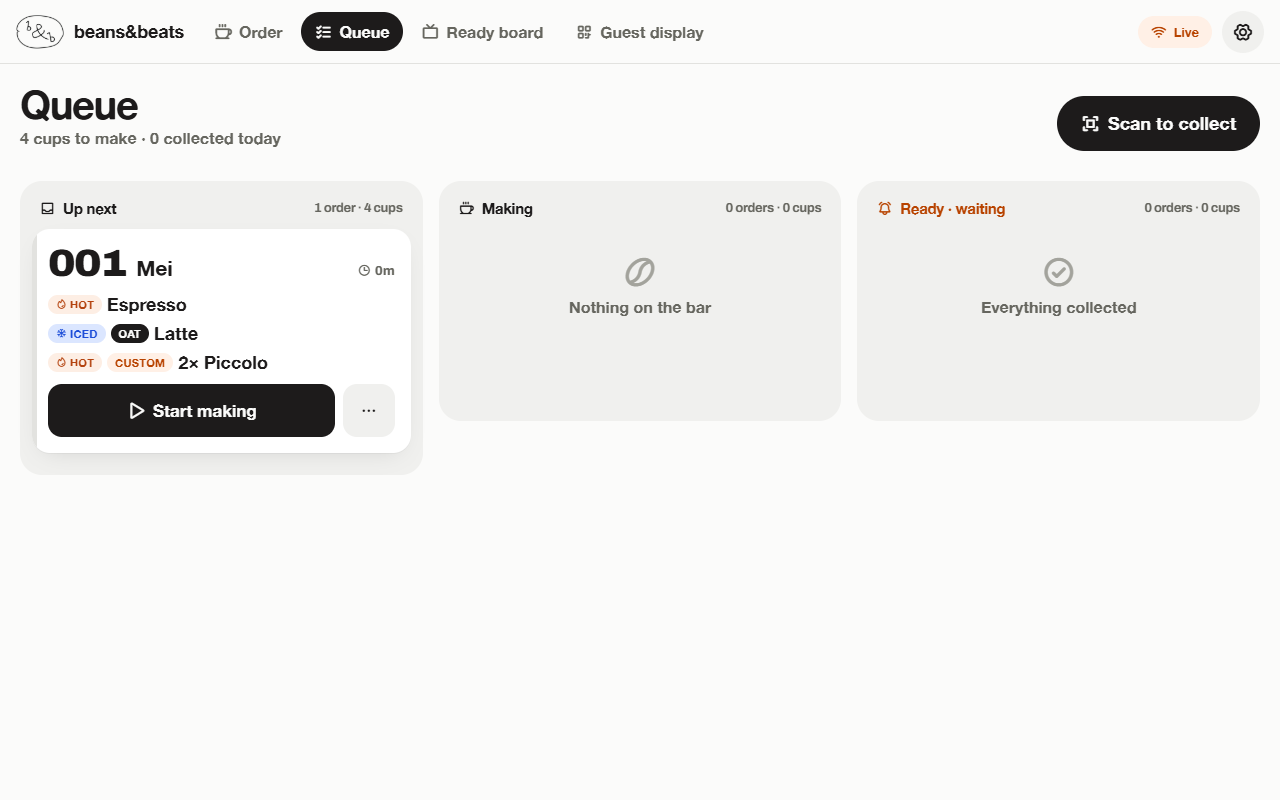 b&b beans&beats Order Queue Ready board Guest display Live
Queue
4 cups to make · 0 collected today
Scan to collect
Up next 1 order · 4 cups
001 Mei 0m
HOT Espresso
ICED OAT Latte
HOT CUSTOM 2× Piccolo
Start making ...
Making 0 orders · 0 cups
Nothing on the bar
Ready · waiting 0 orders · 0 cups
Everything collected